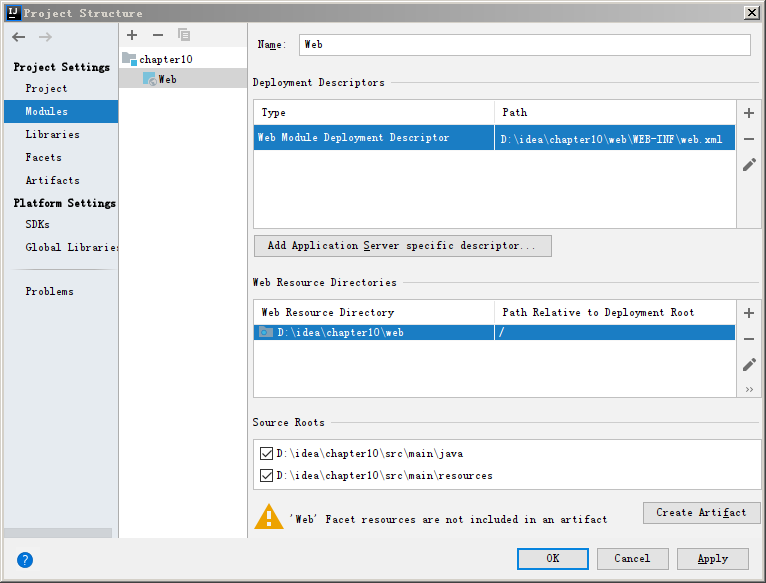 Project Structure
Project Settings
Project
Modules
Libraries
Facets
Artifacts
Platform Settings
SDKs
Global Libraries
Problems
chapter10
Web
Name: Web
Deployment Descriptors
Type Path
Web Module Deployment Descriptor D:\idea\chapter10\web\WEB-INF\web.xml
Add Application Server specific descriptor...
Web Resource Directories
Web Resource Directory Path Relative to Deployment Root
D:\idea\chapter10\web /
Source Roots
D:\idea\chapter10\src\main\java
D:\idea\chapter10\src\main\resources
'Web' Facet resources are not included in an artifact
Create Artifact
OK Cancel Apply